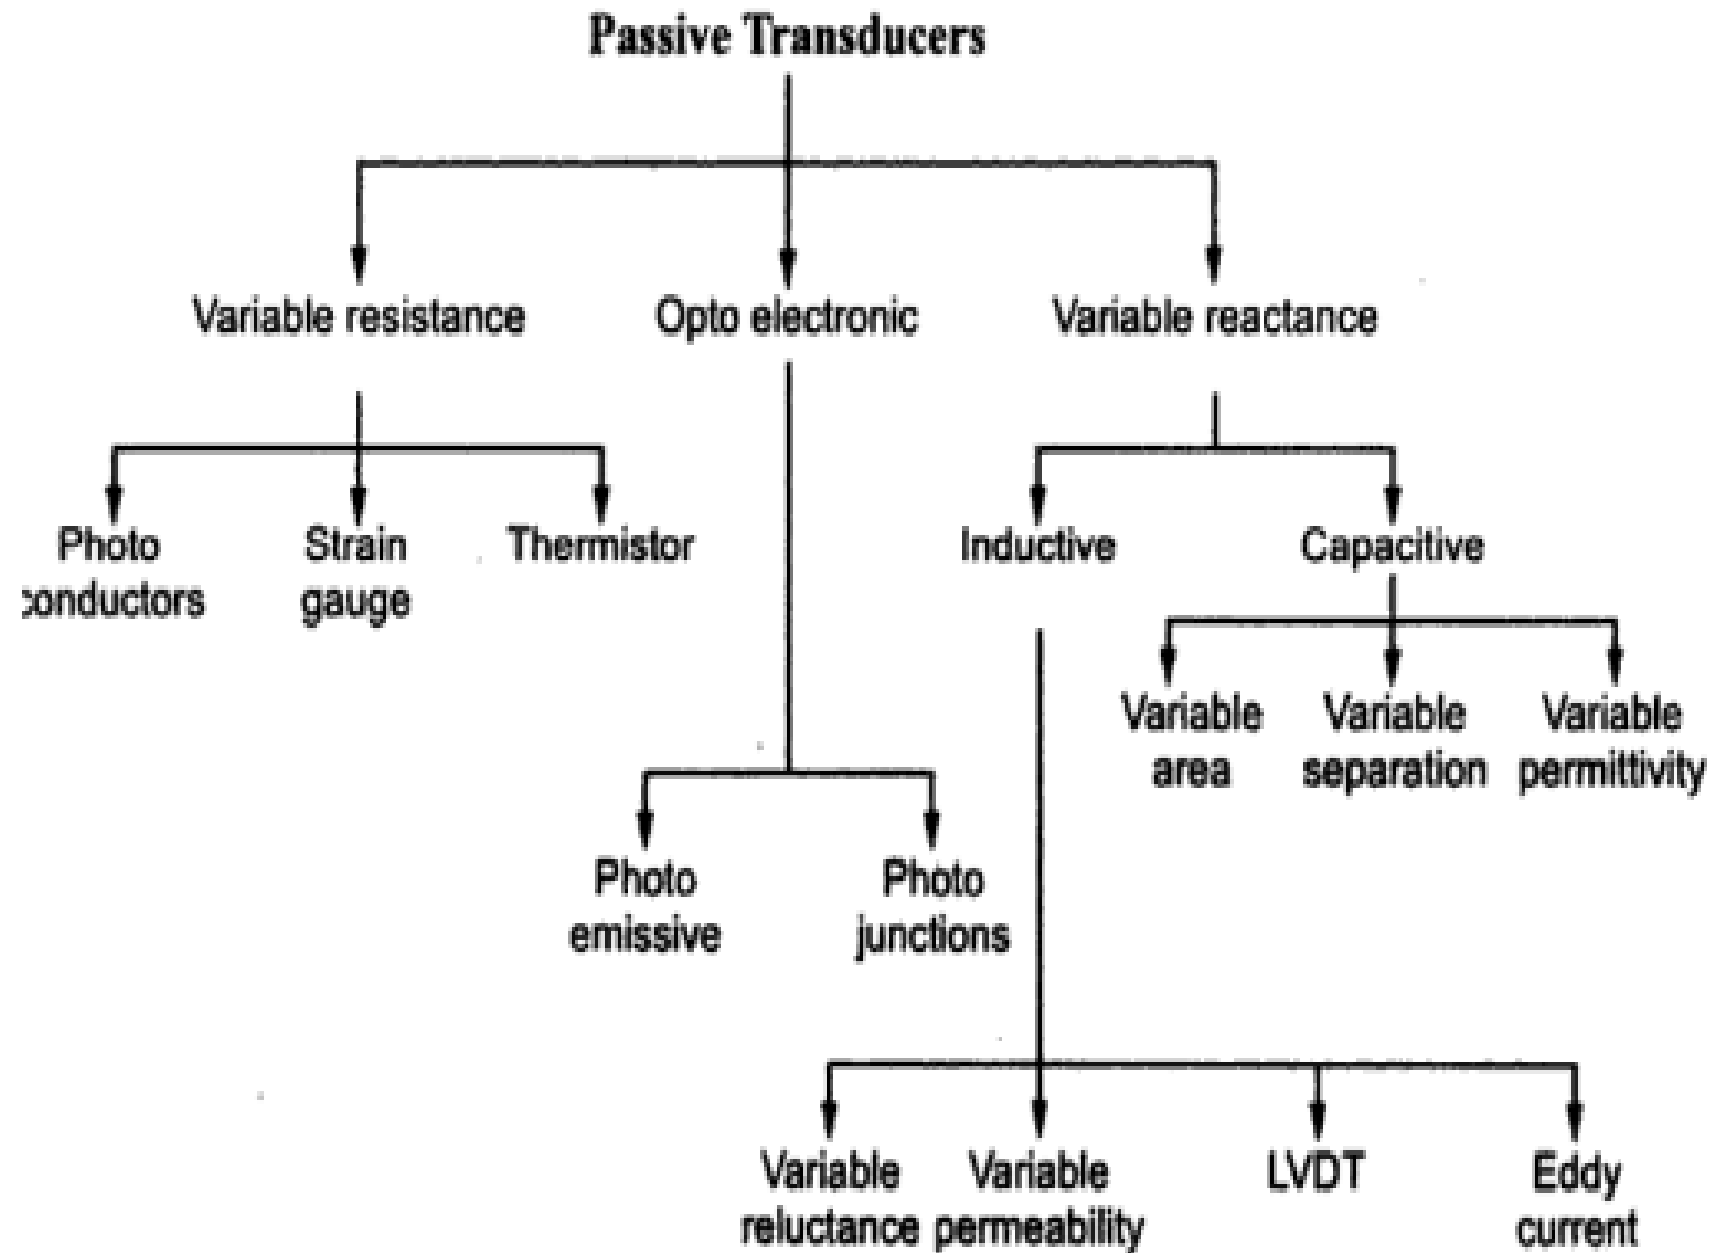 Passive Transducers
Variable resistance
Opto electronic
Variable reactance
Photo
conductors
Strain
gauge
Thermistor
Inductive
Capacitive
Variable
area
Variable
separation
Variable
permittivity
Photo
emissive
Photo
junctions
Variable
reluctance
Variable
permeability
LVDT
Eddy
current